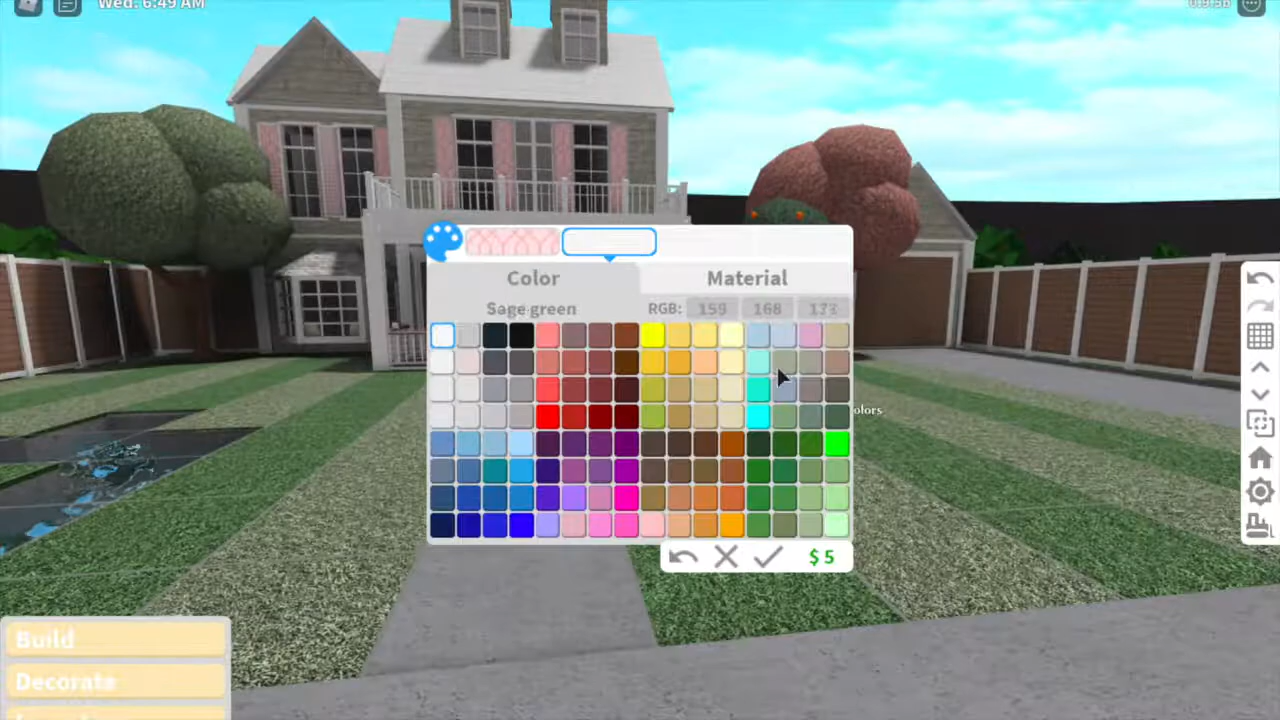 Wed. 6:49 AM
Color
Material
Sage green
RGB: 159 168 173
olors
$ 5
Build
Decorate